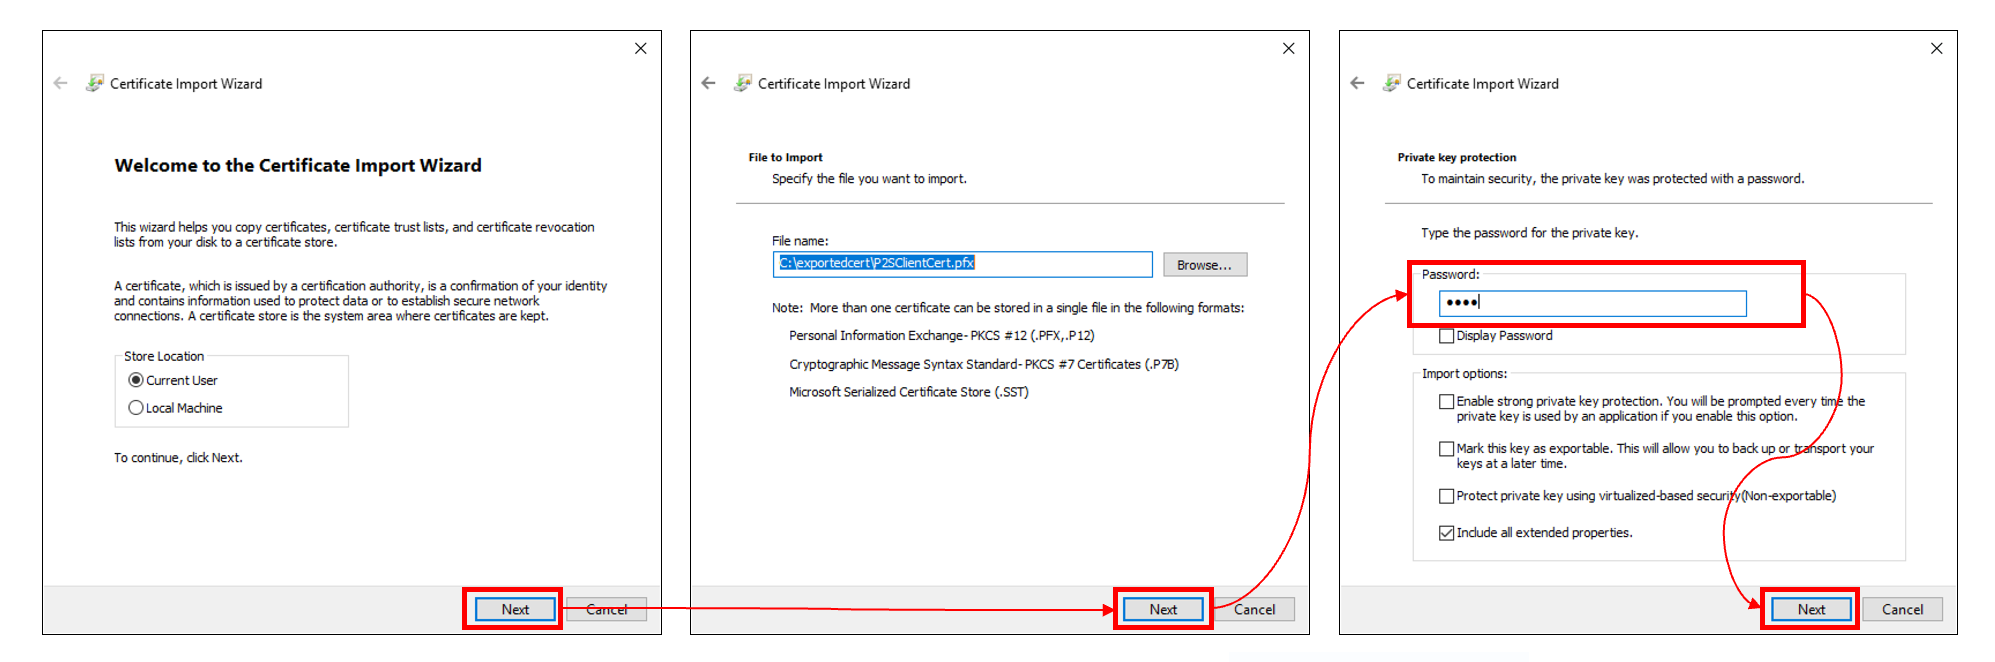 Certificate Import Wizard
Welcome to the Certificate Import Wizard
This wizard helps you copy certificates, certificate trust lists, and certificate revocation
lists from your disk to a certificate store.
A certificate, which is issued by a certification authority, is a confirmation of your identity
and contains information used to protect data or to establish secure network
connections. A certificate store is the system area where certificates are kept.
Store Location
Current User
Local Machine
To continue, click Next.
Next
Cancel
Certificate Import Wizard
File to Import
Specify the file you want to import.
File name:
C:\exportedcert\P2SClientCert.pfx
Browse...
Note:  More than one certificate can be stored in a single file in the following formats:
Personal Information Exchange- PKCS #12 (.PFX,.P12)
Cryptographic Message Syntax Standard- PKCS #7 Certificates (.P7B)
Microsoft Serialized Certificate Store (.SST)
Next
Cancel
Certificate Import Wizard
Private key protection
To maintain security, the private key was protected with a password.
Type the password for the private key.
Password:
••••
Display Password
Import options:
Enable strong private key protection. You will be prompted every time the
private key is used by an application if you enable this option.
Mark this key as exportable. This will allow you to back up or transport your
keys at a later time.
Protect private key using virtualized-based security(Non-exportable)
Include all extended properties.
Next
Cancel